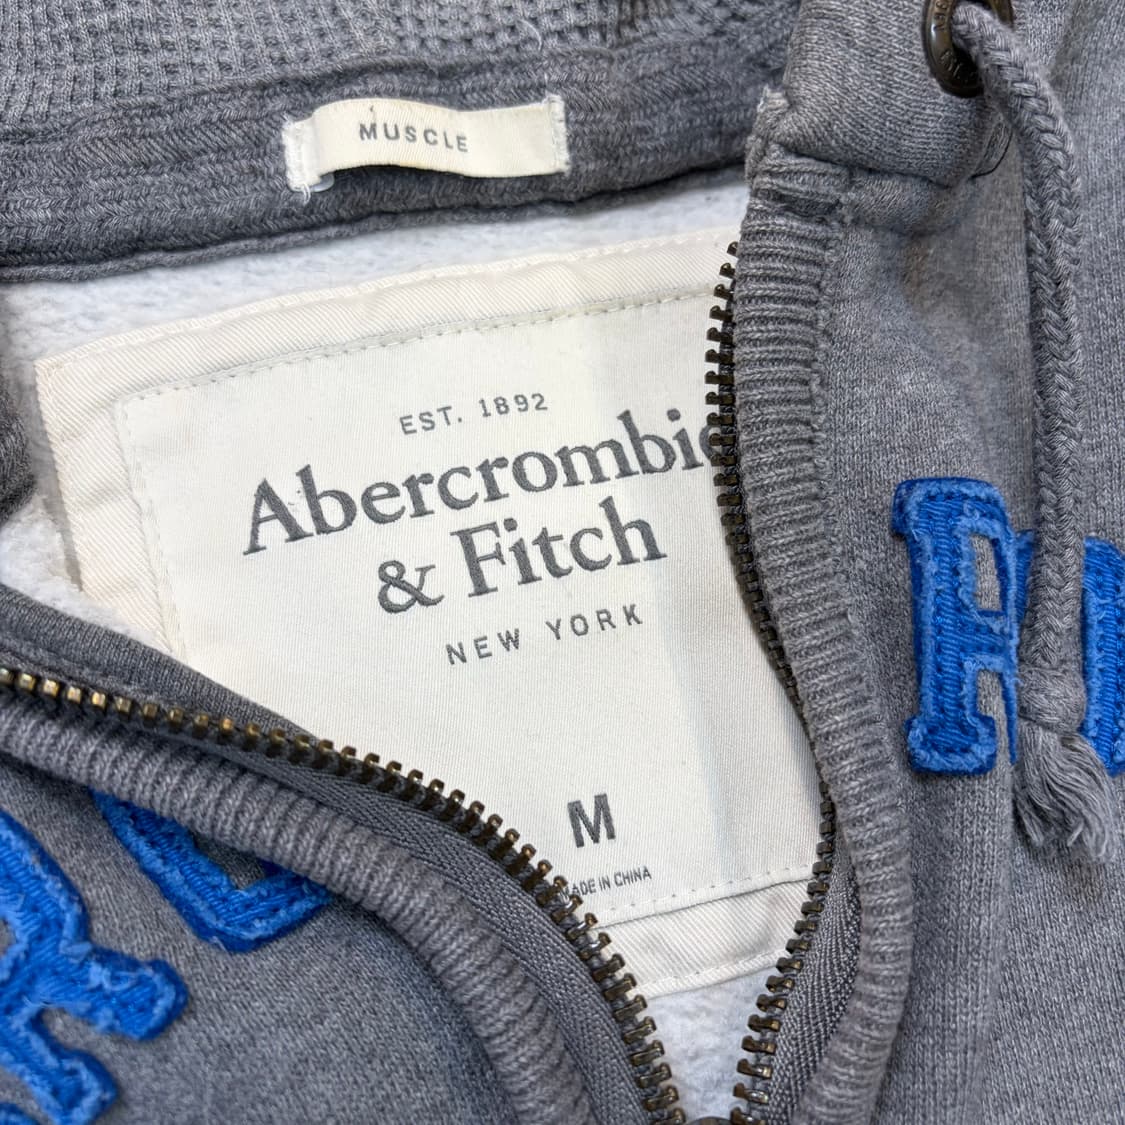 MUSCLE
EST. 1892
Abercrombie
& Fitch
NEW YORK
M
MADE IN CHINA